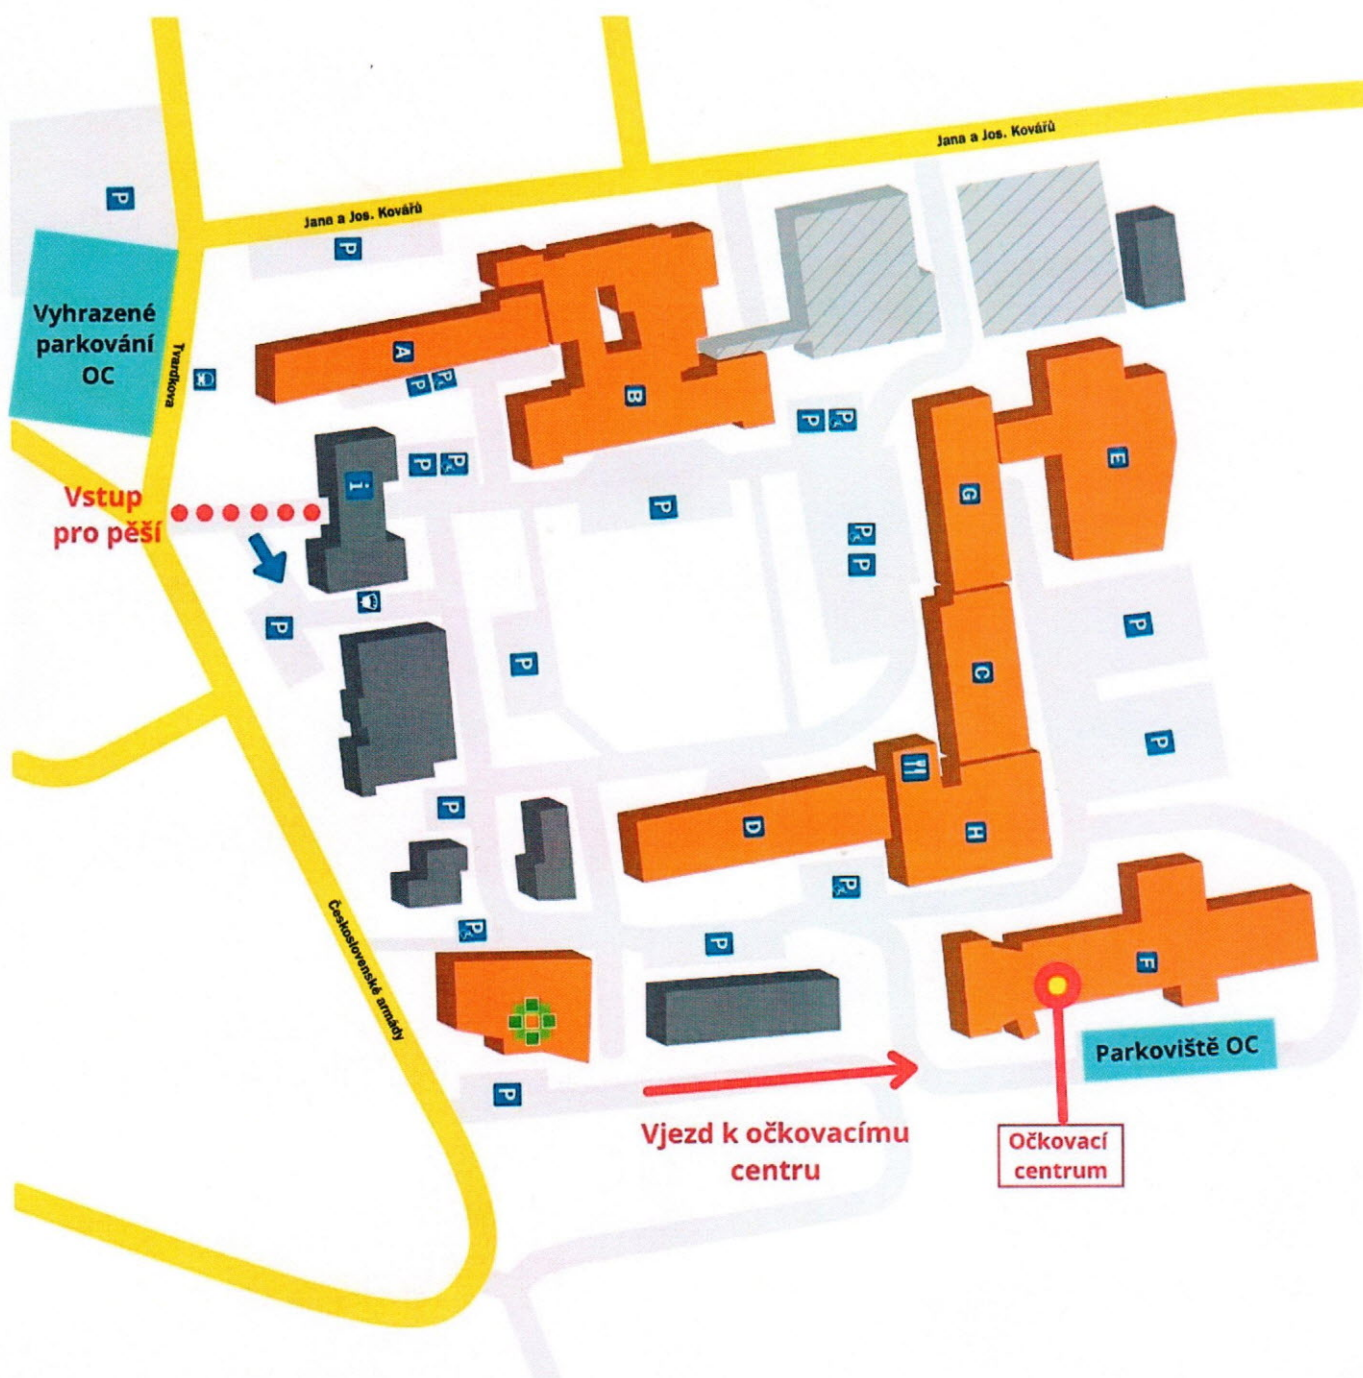 Jana a Jos. Kovářů
P
Jana a Jos. Kovářů
P
Vyhrazené
parkování
OC
Tvardkova
A
P
P
B
P
P
E
i
P
P
G
P
P
P
Vstup
pro pěší
P
P
P
C
P
P
D
H
P
P
Československé armády
P
P
F
Parkoviště OC
P
Vjezd k očkovacímu
centru
Očkovací
centrum